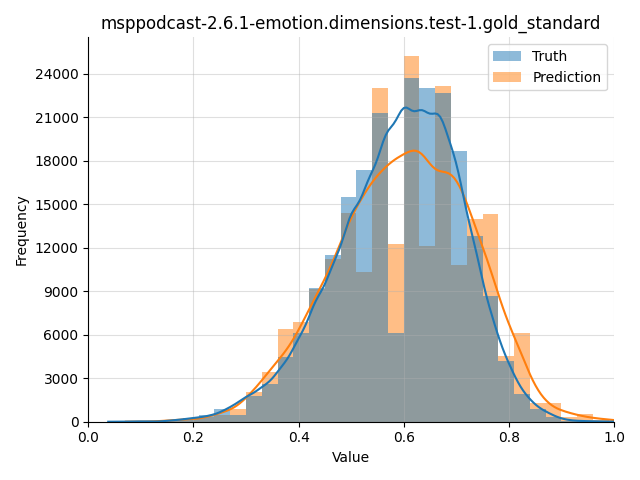 msppodcast-2.6.1-emotion.dimensions.test-1.gold_standard
Truth
Prediction
24000
21000
18000
15000
12000
9000
6000
3000
0
Frequency
0.0 0.2 0.4 0.6 0.8 1.0
Value